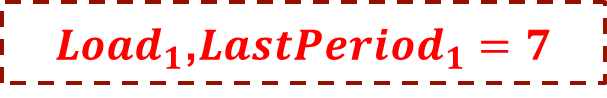 Load₁,LastPeriod₁ = 7